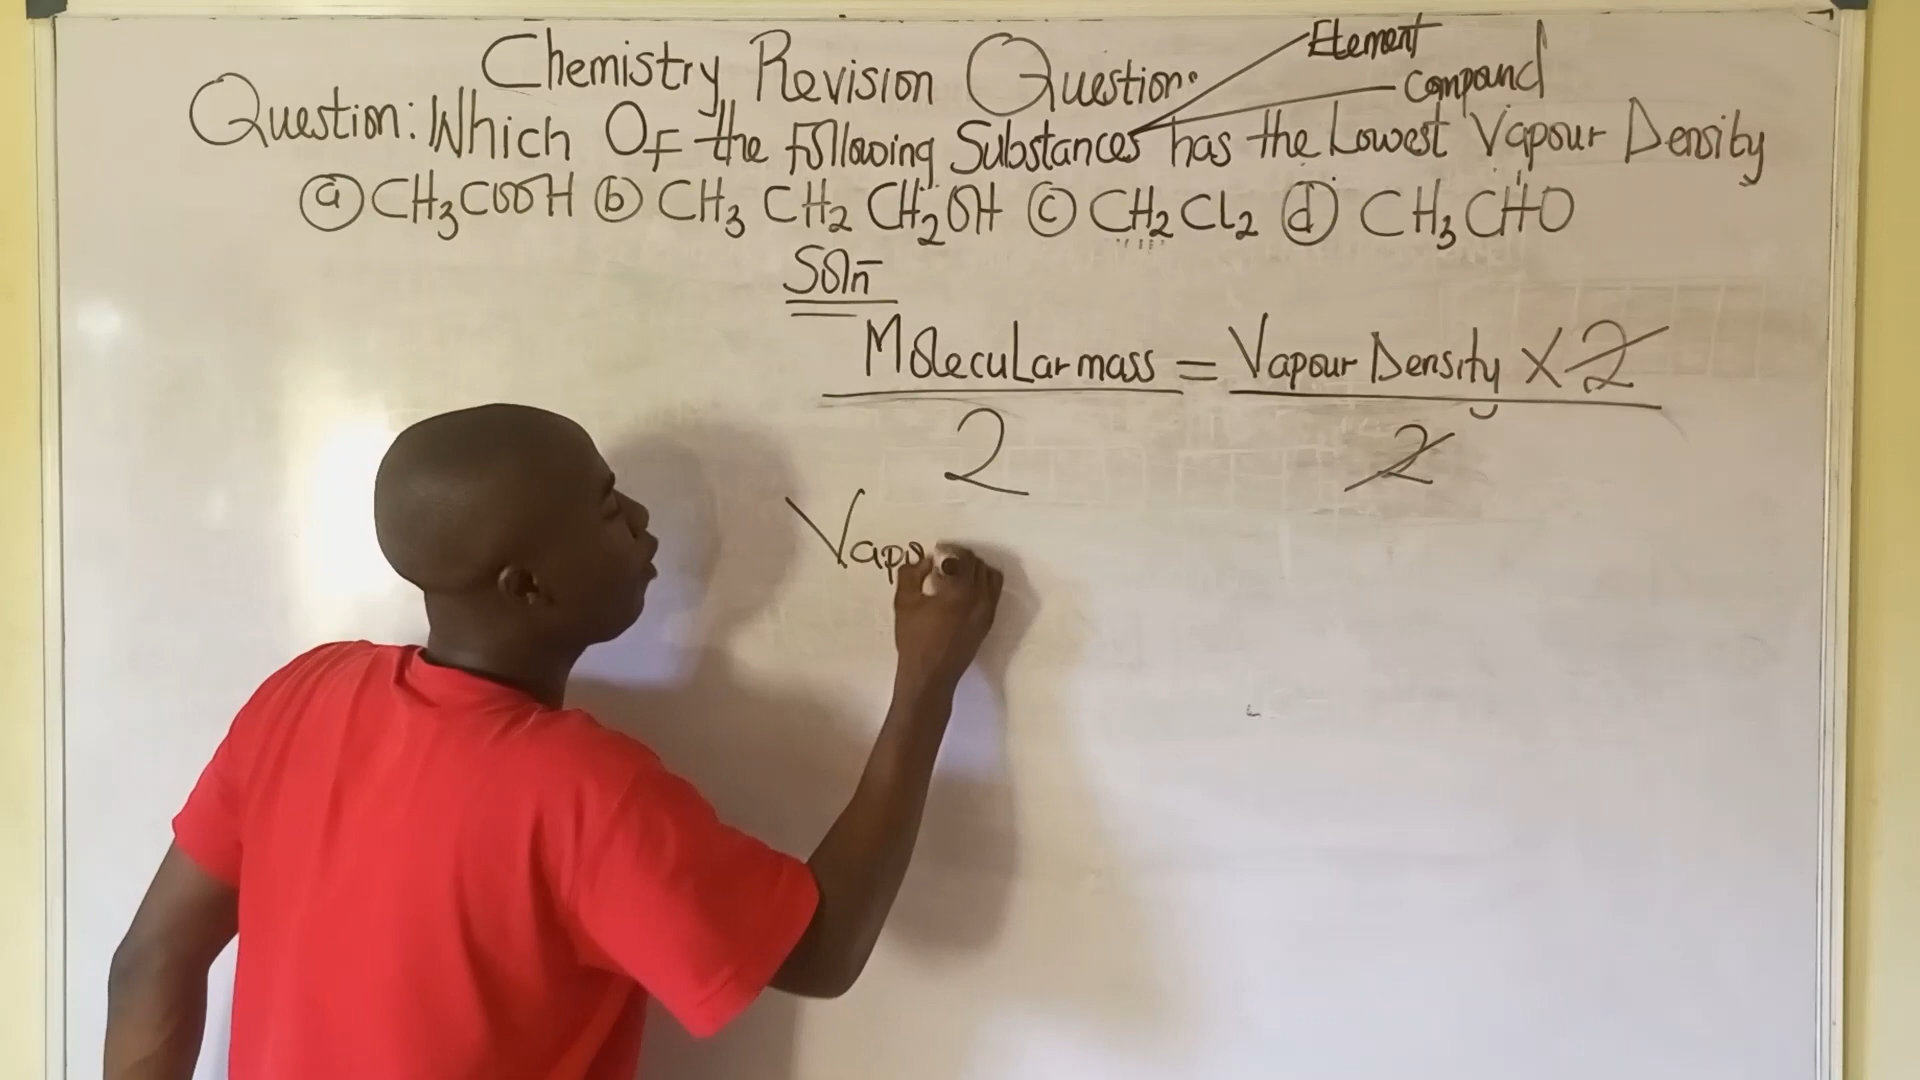 Chemistry Revision Question.
Element
Compound
Question: Which Of the following Substances has the Lowest Vapour Density
(a) CH3COOH (b) CH3 CH2 CH2OH (c) CH2Cl2 (d) CH3CHO
Soln
Molecular mass = Vapour Density X 2
2 2
Vapo